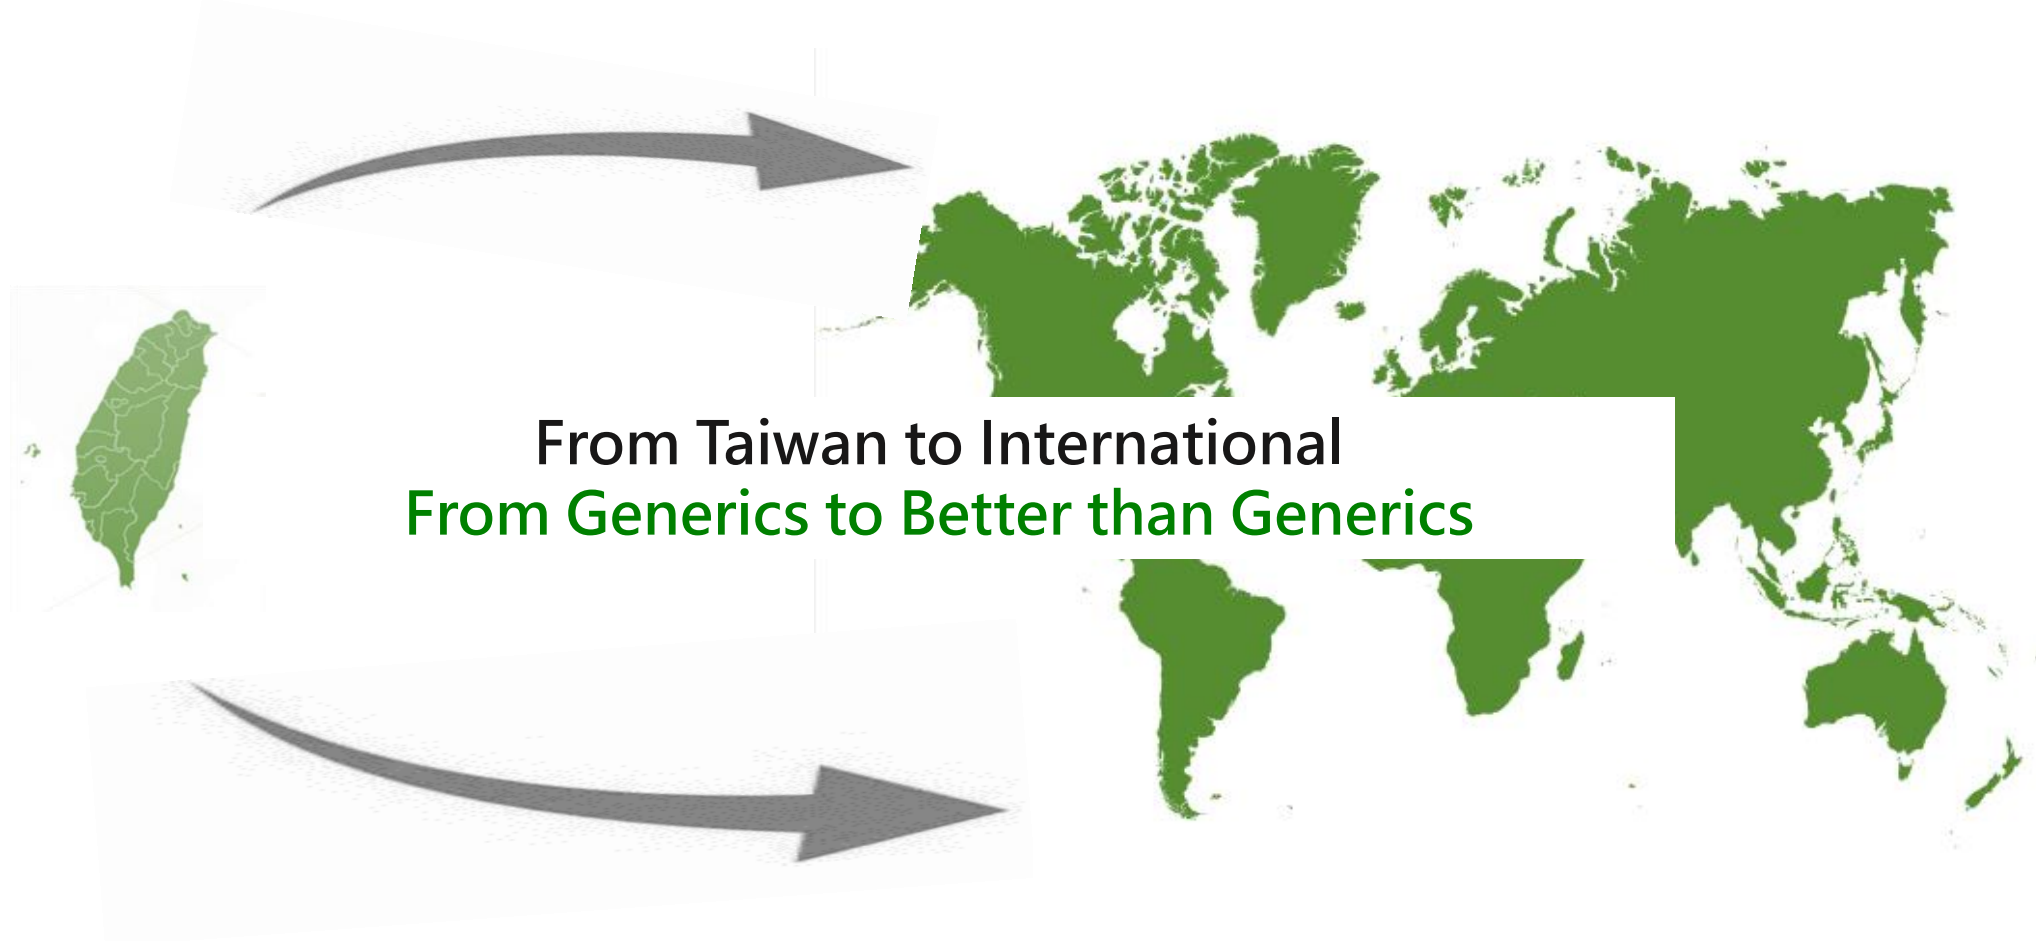 From Taiwan to International
From Generics to Better than Generics